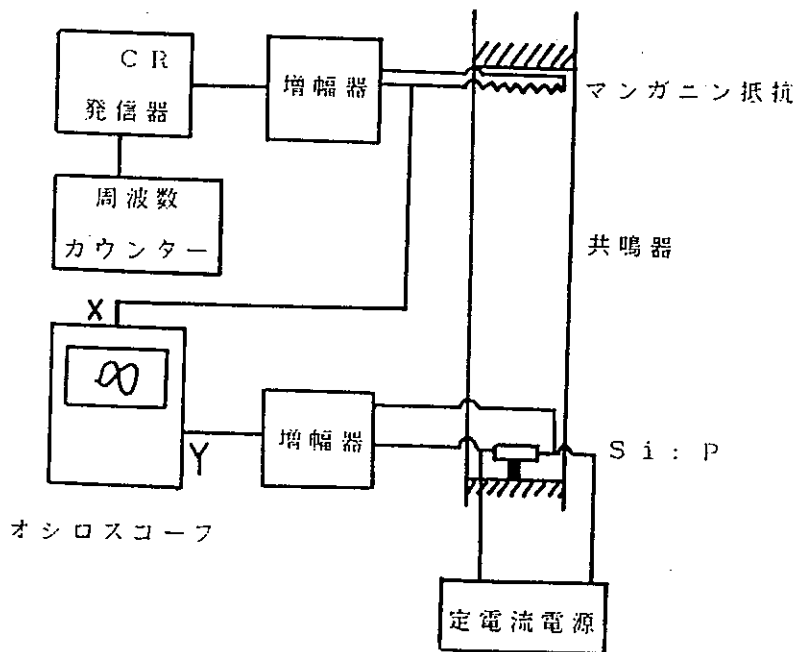 CR
発信器
増幅器
マンガニン抵抗
周波数
カウンター
共鳴器
X
増幅器
Y
Si:P
オシロスコーフ
定電流電源